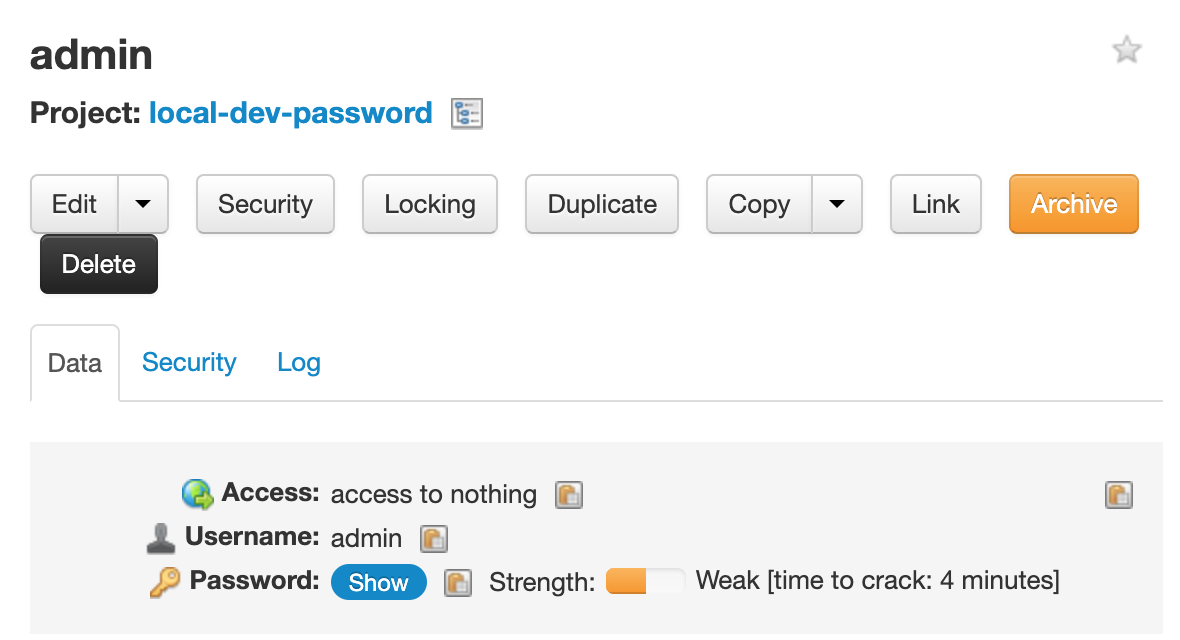 admin
Project: local-dev-password
Edit Security Locking Duplicate Copy Link Archive
Delete
Data Security Log
Access: access to nothing
Username: admin
Password: Show Strength: Weak [time to crack: 4 minutes]